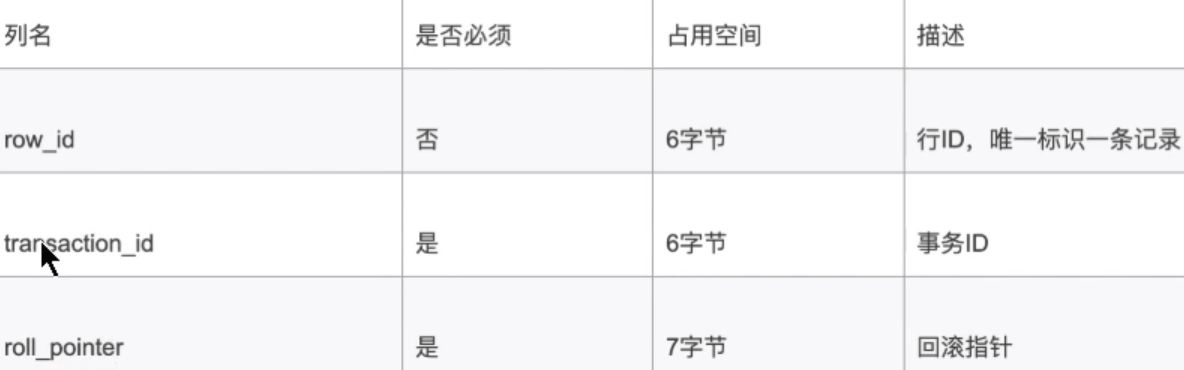 列名 是否必须 占用空间 描述
row_id 否 6字节 行ID，唯一标识一条记录
transaction_id 是 6字节 事务ID
roll_pointer 是 7字节 回滚指针